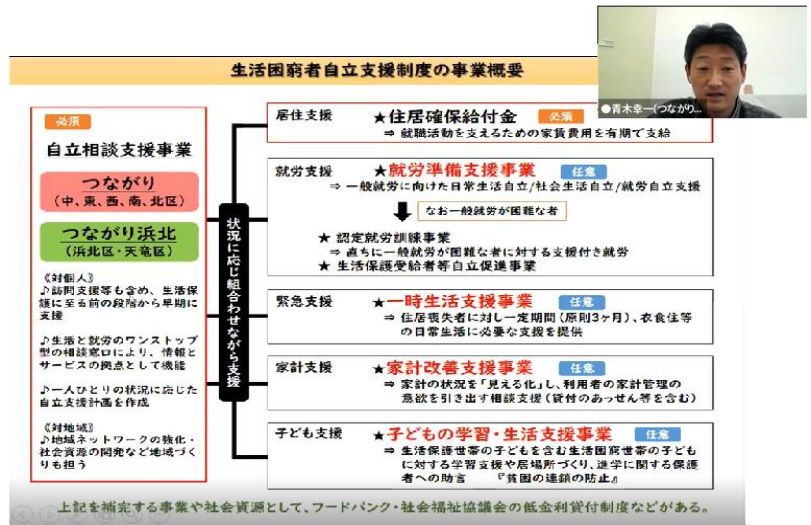 生活困窮者自立支援制度の事業概要
●青木幸一(つながり...
必須
自立相談支援事業
つながり
(中、東、西、南、北区)
つながり浜北
(浜北区・天竜区)
《対個人》
♪訪問支援等も含め、生活保
護に至る前の段階から早期に
支援
♪生活と就労のワンストップ
型の相談窓口により、情報と
サービスの拠点として機能
♪一人ひとりの状況に応じた
自立支援計画を作成
《対地域》
♪地域ネットワークの強化・
社会資源の開発など地域づく
りも担う
状況に応じ組合わせながら支援
居住支援 ★住居確保給付金 必須
⇒ 就職活動を支えるための家賃費用を有期で支給
就労支援 ★就労準備支援事業 任意
⇒ 一般就労に向けた日常生活自立/社会生活自立/就労自立支援
なお一般就労が困難な者
★ 認定就労訓練事業
⇒ 直ちに一般就労が困難な者に対する支援付き就労
★ 生活保護受給者等自立促進事業
緊急支援 ★一時生活支援事業 任意
⇒ 住居喪失者に対し一定期間(原則3ヶ月)、衣食住等
の日常生活に必要な支援を提供
家計支援 ★家計改善支援事業 任意
⇒ 家計の状況を「見える化」し、利用者の家計管理の
意欲を引き出す相談支援(貸付のあっせん等を含む)
子ども支援 ★子どもの学習・生活支援事業 任意
⇒ 生活保護世帯の子どもを含む生活困窮世帯の子ども
に対する学習支援や居場所づくり、進学に関する保護
者への助言 『貧困の連鎖の防止』
上記を補完する事業や社会資源として、フードバンク・社会福祉協議会の低金利貸付制度などがある。